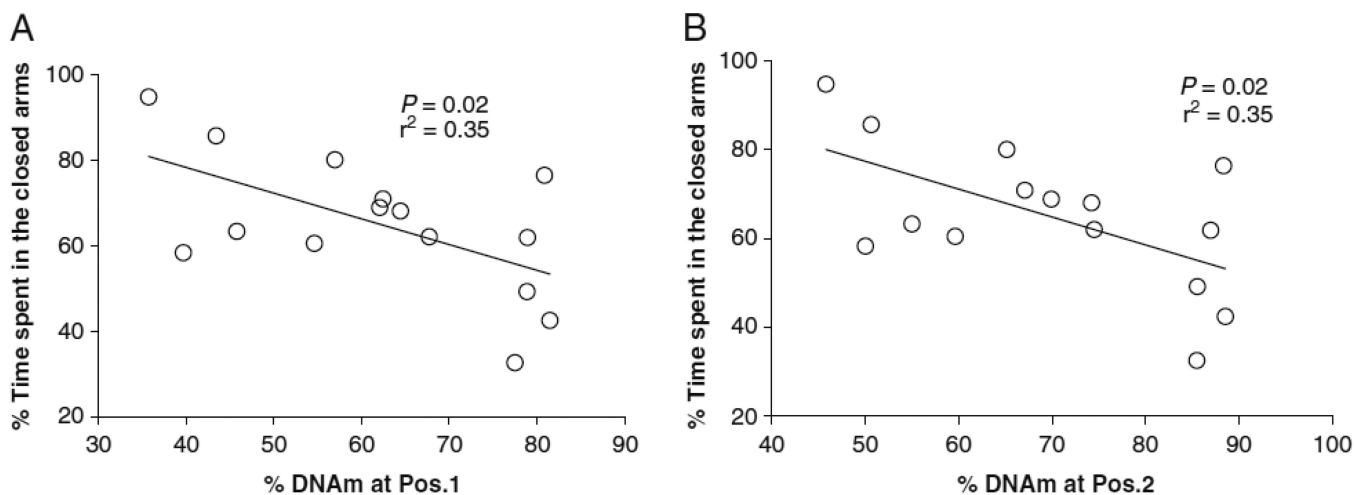 A
% Time spent in the closed arms
100
80
60
40
20
P = 0.02
r² = 0.35
30 40 50 60 70 80 90
% DNAm at Pos.1
B
% Time spent in the closed arms
100
80
60
40
20
P = 0.02
r² = 0.35
40 50 60 70 80 90 100
% DNAm at Pos.2